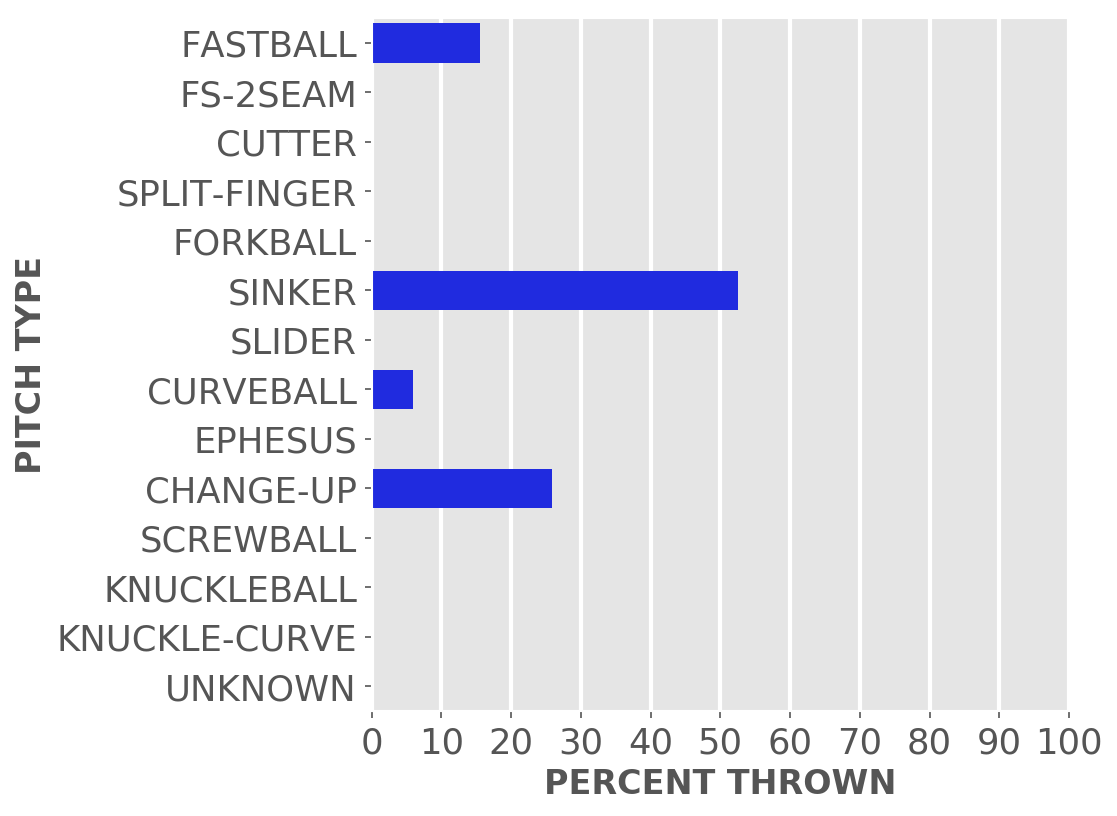 FASTBALL
FS-2SEAM
CUTTER
SPLIT-FINGER
FORKBALL
SINKER
SLIDER
CURVEBALL
EPHESUS
CHANGE-UP
SCREWBALL
KNUCKLEBALL
KNUCKLE-CURVE
UNKNOWN
PITCH TYPE
0 10 20 30 40 50 60 70 80 90 100
PERCENT THROWN